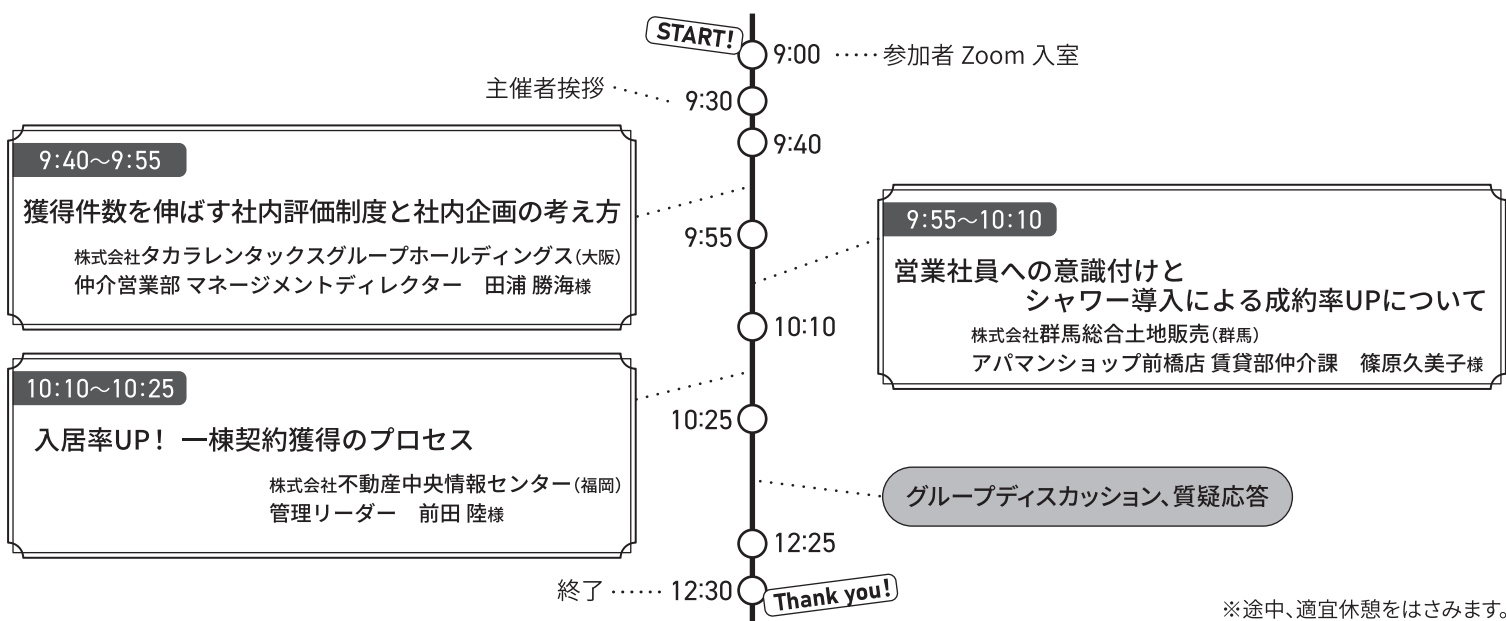 START!
9:00 ……参加者 Zoom 入室
主催者挨拶 …… 9:30
9:40
9:40〜9:55
獲得件数を伸ばす社内評価制度と社内企画の考え方
株式会社タカラレンタックスグループホールディングス(大阪)
仲介営業部 マネージメントディレクター 田浦 勝海様
9:55
9:55〜10:10
営業社員への意識付けと
シャワー導入による成約率UPについて
株式会社群馬総合土地販売(群馬)
アパマンショップ前橋店 賃貸部仲介課 篠原久美子様
10:10
10:10〜10:25
入居率UP! 一棟契約獲得のプロセス
株式会社不動産中央情報センター(福岡)
管理リーダー 前田 陸様
10:25
グループディスカッション、質疑応答
12:25
終了 …… 12:30
Thank you!
※途中、適宜休憩をはさみます。